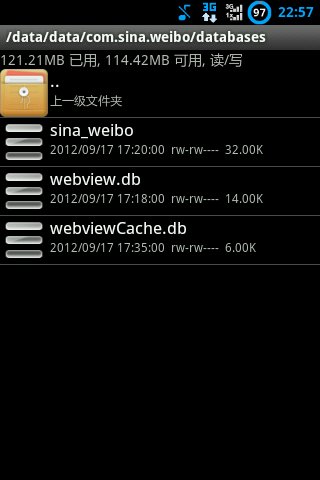 3G 3G 97 22:57
/data/data/com.sina.weibo/databases
121.21MB 已用, 114.42MB 可用, 读/写
..
上一级文件夹
sina_weibo
2012/09/17 17:20:00 rw-rw---- 32.00K
webview.db
2012/09/17 17:18:00 rw-rw---- 14.00K
webviewCache.db
2012/09/17 17:35:00 rw-rw---- 6.00K